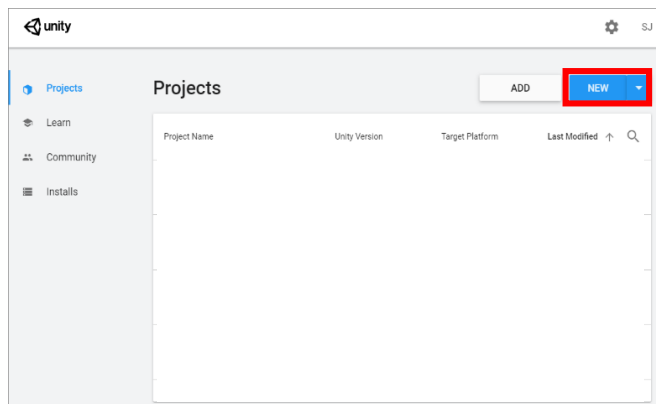 unity
SJ
Projects
Projects
ADD
NEW
Learn
Project Name
Unity Version
Target Platform
Last Modified
Community
Installs